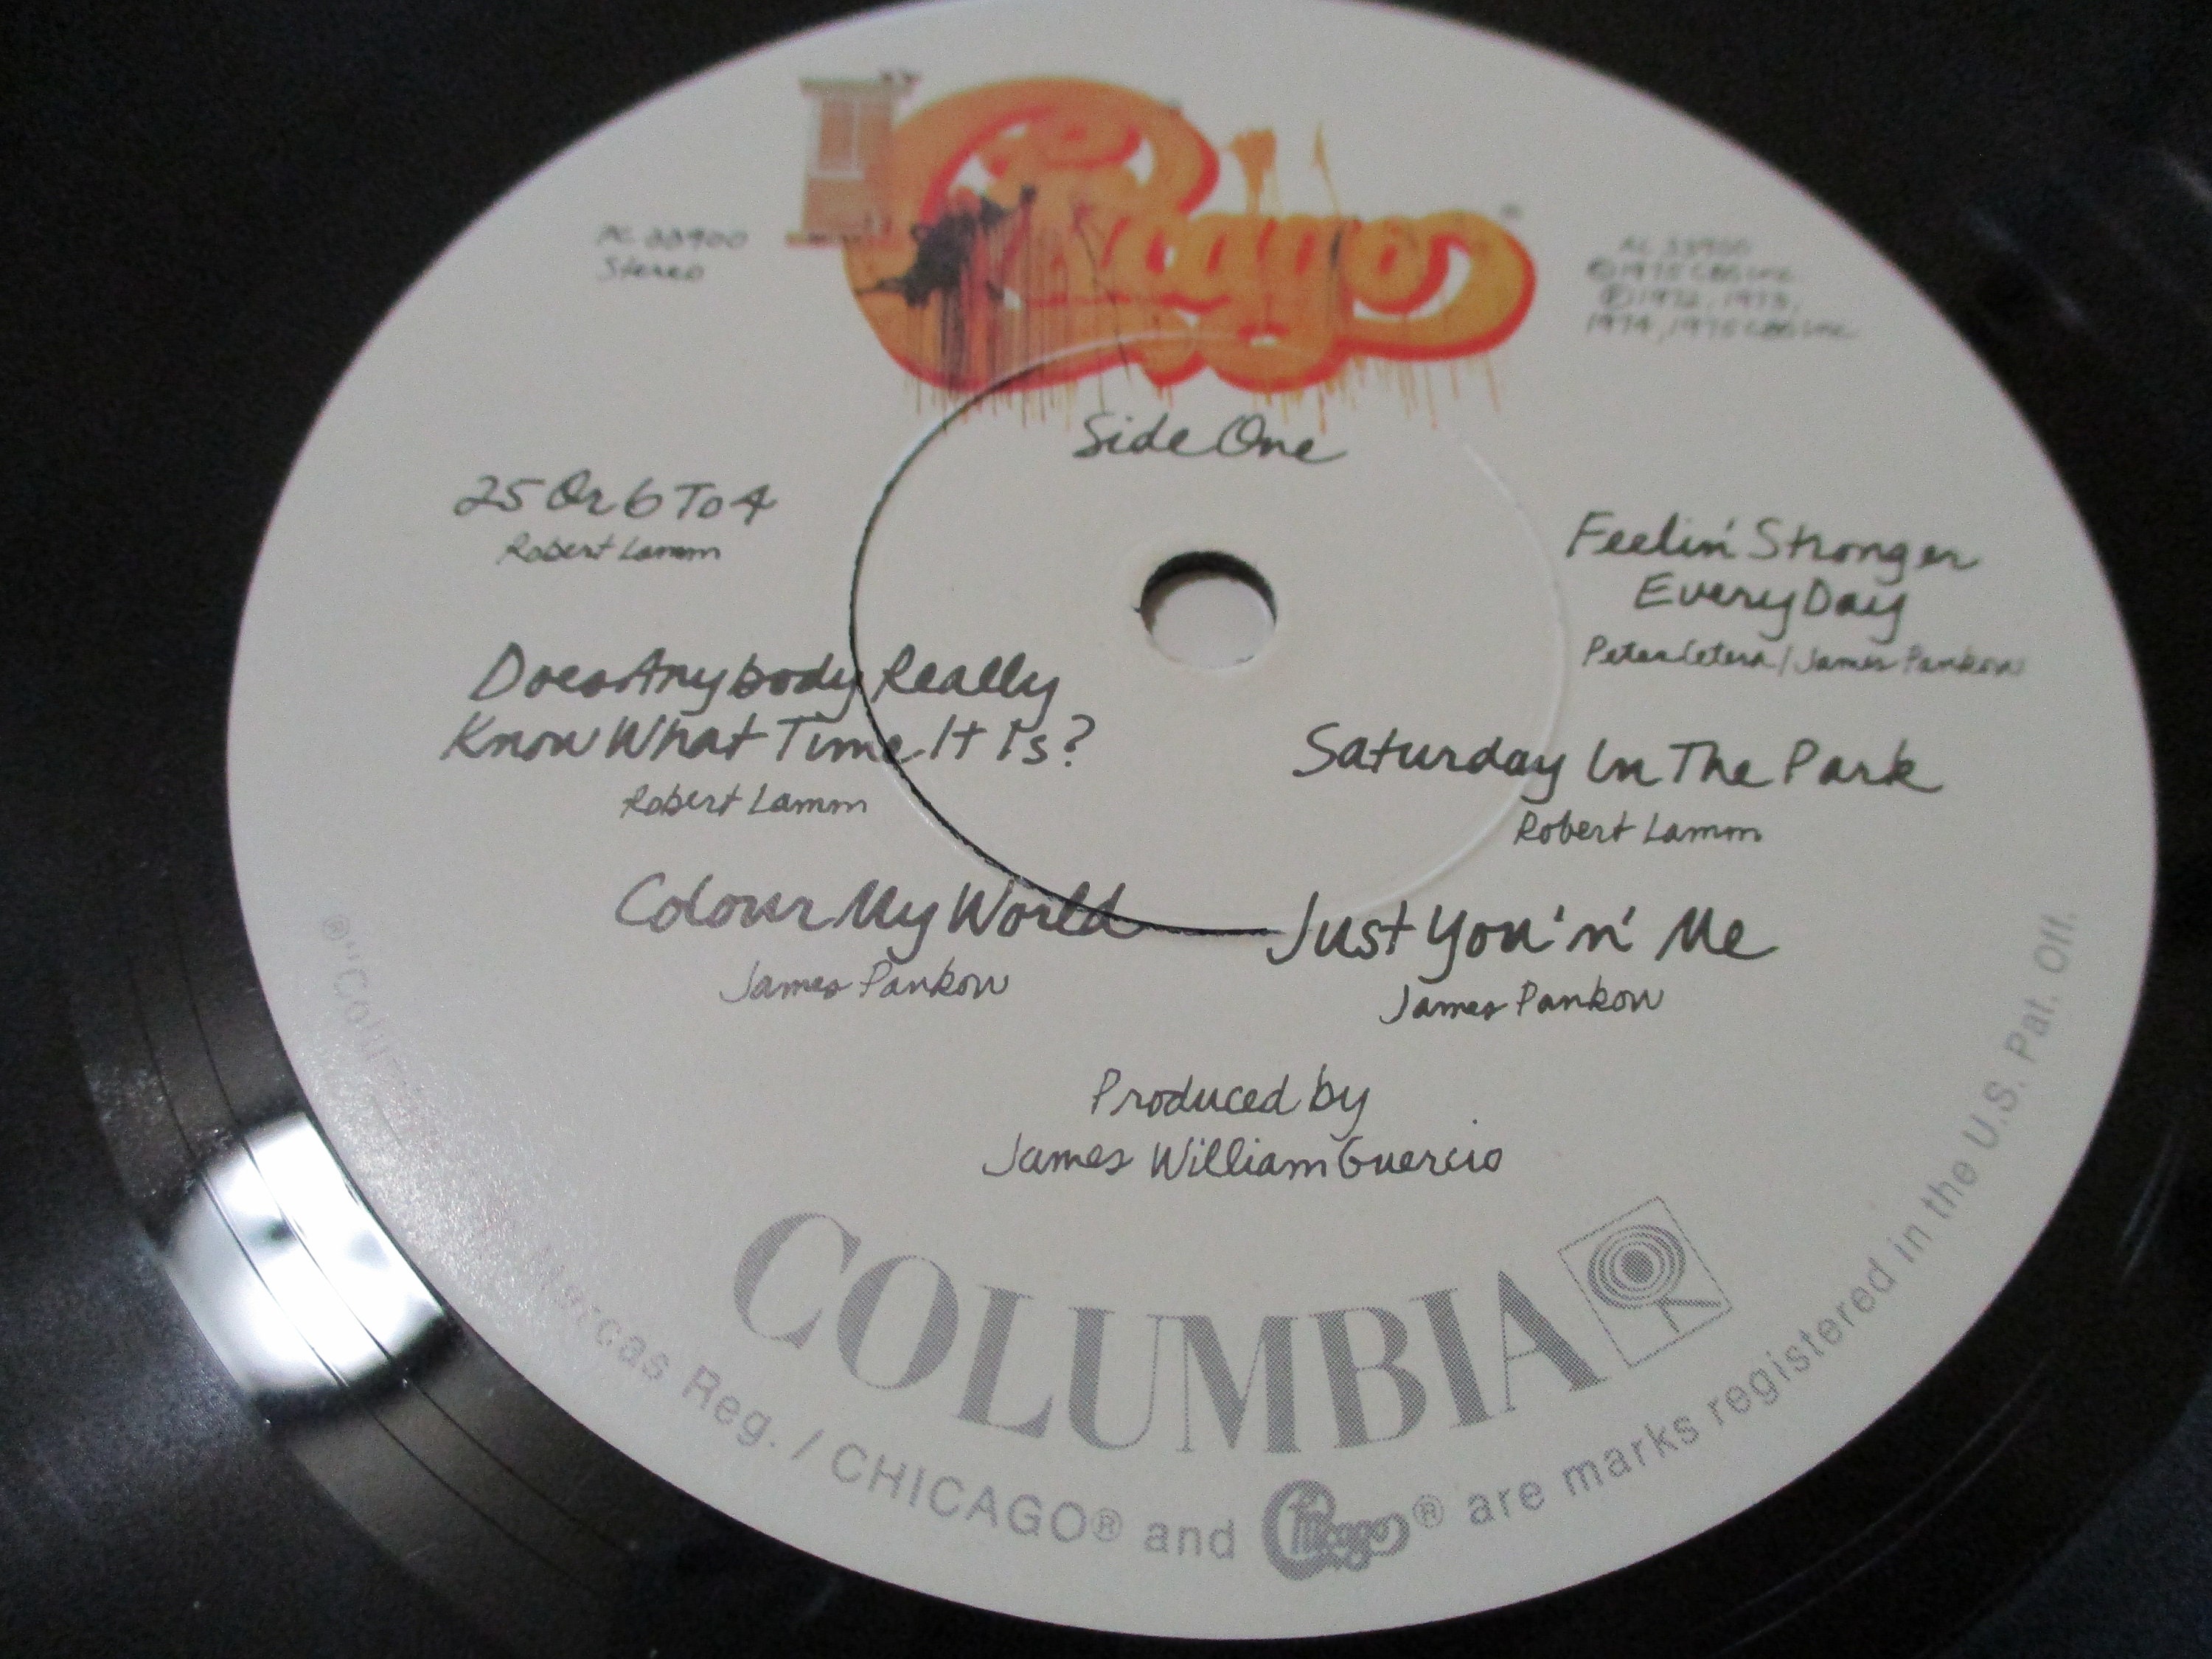 Chicago
PC 33900
Stereo
AL 33900
©1975 CBS Inc.
℗1972, 1973,
1974, 1975 CBS Inc.
Side One
25 Or 6 To 4
Robert Lamm
Does Anybody Really
Know What Time It Is?
Robert Lamm
Colour My World
James Pankow
Feelin' Stronger
Every Day
Peter Cetera/James Pankow
Saturday In The Park
Robert Lamm
Just You 'n' Me
James Pankow
Produced by
James William Guercio
COLUMBIA
Marcas Reg. / CHICAGO® and Chicago® are marks registered in the U.S. Pat. Off.